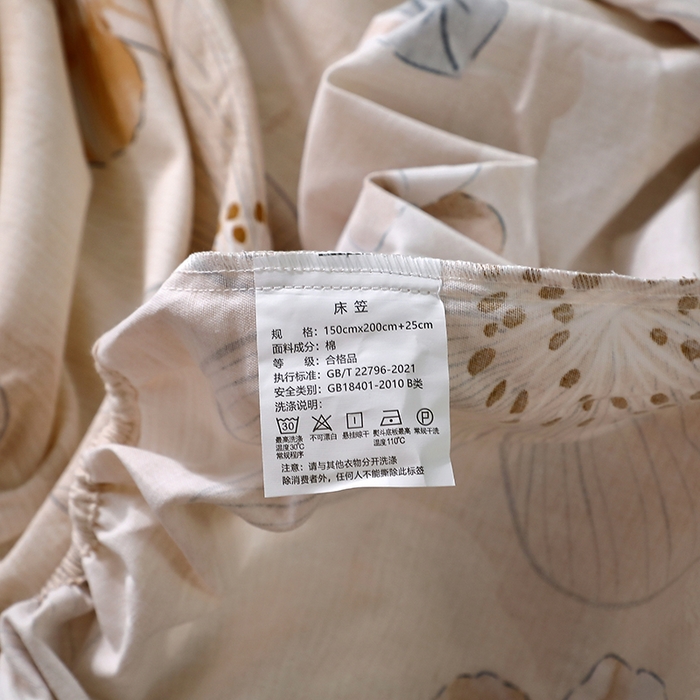 床笠
规 格：150cmx200cm+25cm
面料成分：棉
等 级：合格品
执行标准：GB/T 22796-2021
安全类别：GB18401-2010 B类
洗涤说明：
30 P
最高洗涤 不可漂白 悬挂晾干 熨斗底板最高 常规干洗
温度30℃ 温度110℃
常规程序
注意：请与其他衣物分开洗涤
除消费者外，任何人不能撕除此标签